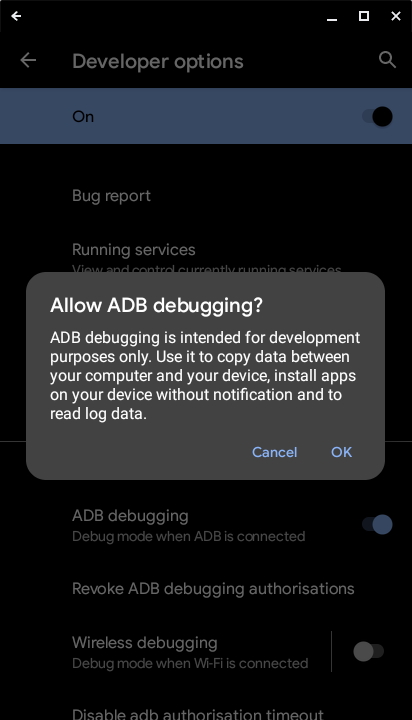 Developer options
On
Bug report
Running services
View and control currently running services
Allow ADB debugging?
ADB debugging is intended for development
purposes only. Use it to copy data between
your computer and your device, install apps
on your device without notification and to
read log data.
Cancel OK
ADB debugging
Debug mode when ADB is connected
Revoke ADB debugging authorisations
Wireless debugging
Debug mode when Wi-Fi is connected
Disable adb authorisation timeout